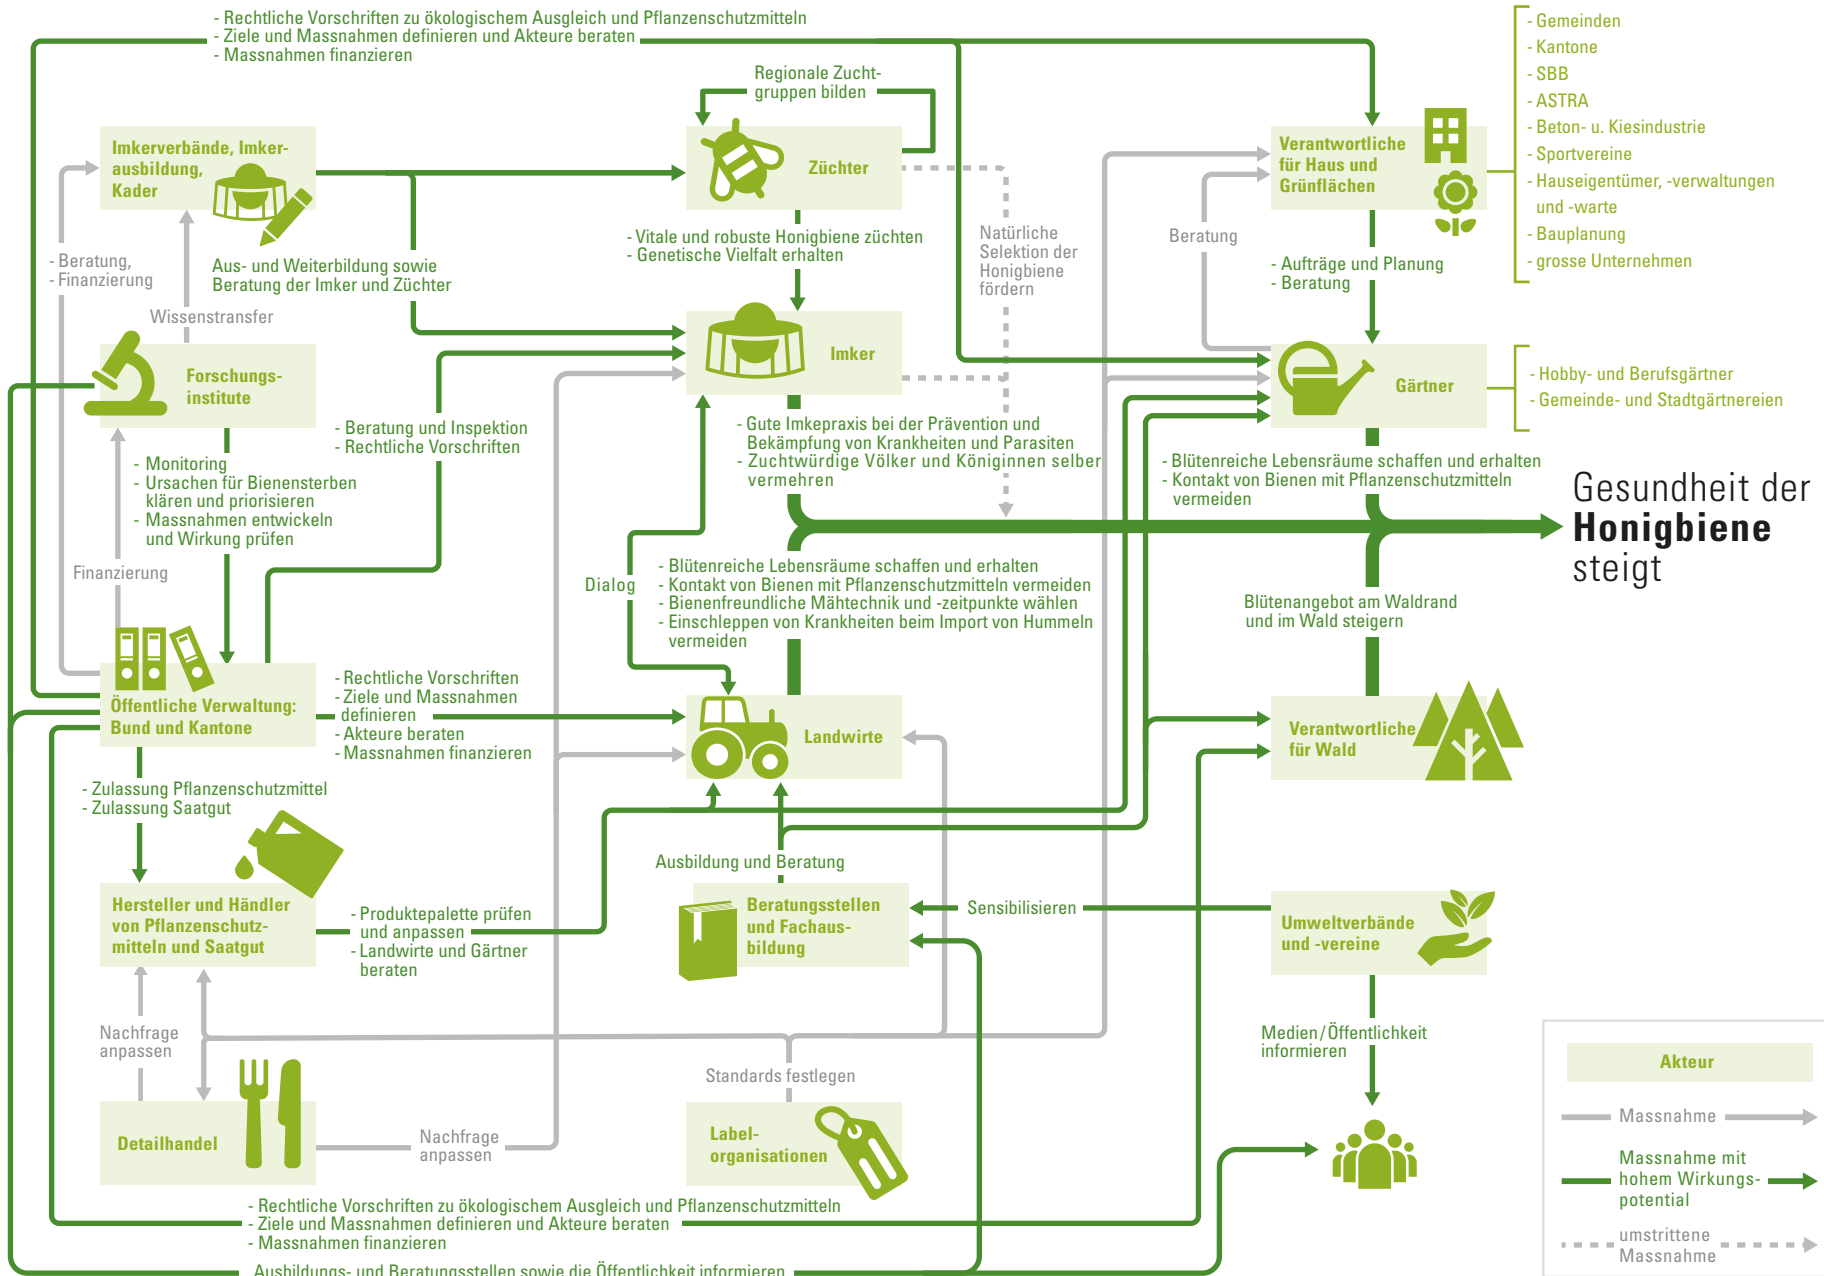 - Rechtliche Vorschriften zu ökologischem Ausgleich und Pflanzenschutzmitteln
- Ziele und Massnahmen definieren und Akteure beraten
- Massnahmen finanzieren
- Gemeinden
- Kantone
- SBB
- ASTRA
- Beton- u. Kiesindustrie
- Sportvereine
- Hauseigentümer, -verwaltungen
und -warte
- Bauplanung
- grosse Unternehmen
Regionale Zucht-
gruppen bilden
Imkerverbände, Imker-
ausbildung,
Kader
Züchter
Verantwortliche
für Haus und
Grünflächen
- Beratung,
- Finanzierung
Aus- und Weiterbildung sowie
Beratung der Imker und Züchter
- Vitale und robuste Honigbiene züchten
- Genetische Vielfalt erhalten
Natürliche
Selektion der
Honigbiene
fördern
Beratung
- Aufträge und Planung
- Beratung
Wissenstransfer
Forschungs-
institute
Imker
Gärtner
- Hobby- und Berufsgärtner
- Gemeinde- und Stadtgärtnereien
- Beratung und Inspektion
- Rechtliche Vorschriften
- Gute Imkepraxis bei der Prävention und
Bekämpfung von Krankheiten und Parasiten
- Zuchtwürdige Völker und Königinnen selber
vermehren
- Blütenreiche Lebensräume schaffen und erhalten
- Kontakt von Bienen mit Pflanzenschutzmitteln
vermeiden
- Monitoring
- Ursachen für Bienensterben
klären und priorisieren
- Massnahmen entwickeln
und Wirkung prüfen
Gesundheit der
Honigbiene
steigt
Finanzierung
Dialog
- Blütenreiche Lebensräume schaffen und erhalten
- Kontakt von Bienen mit Pflanzenschutzmitteln vermeiden
- Bienenfreundliche Mähtechnik und -zeitpunkte wählen
- Einschleppen von Krankheiten beim Import von Hummeln
vermeiden
Blütenangebot am Waldrand
und im Wald steigern
Öffentliche Verwaltung:
Bund und Kantone
- Rechtliche Vorschriften
- Ziele und Massnahmen
definieren
- Akteure beraten
- Massnahmen finanzieren
Landwirte
Verantwortliche
für Wald
- Zulassung Pflanzenschutzmittel
- Zulassung Saatgut
Ausbildung und Beratung
Hersteller und Händler
von Pflanzenschutz-
mitteln und Saatgut
- Produktepalette prüfen
und anpassen
- Landwirte und Gärtner
beraten
Beratungsstellen
und Fachaus-
bildung
Sensibilisieren
Umweltverbände
und -vereine
Nachfrage
anpassen
Medien/Öffentlichkeit
informieren
Standards festlegen
Detailhandel
Nachfrage
anpassen
Label-
organisationen
Akteur
Massnahme
Massnahme mit
hohem Wirkungs-
potential
umstrittene
Massnahme
- Rechtliche Vorschriften zu ökologischem Ausgleich und Pflanzenschutzmitteln
- Ziele und Massnahmen definieren und Akteure beraten
- Massnahmen finanzieren
Ausbildungs- und Beratungsstellen sowie die Öffentlichkeit informieren